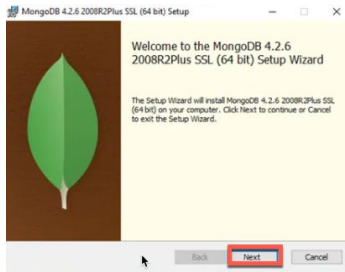 MongoDB 4.2.6 2008R2Plus SSL (64 bit) Setup
Welcome to the MongoDB 4.2.6
2008R2Plus SSL (64 bit) Setup Wizard
The Setup Wizard will install MongoDB 4.2.6 2008R2Plus SSL
(64 bit) on your computer. Click Next to continue or Cancel
to exit the Setup Wizard.
Back Next Cancel